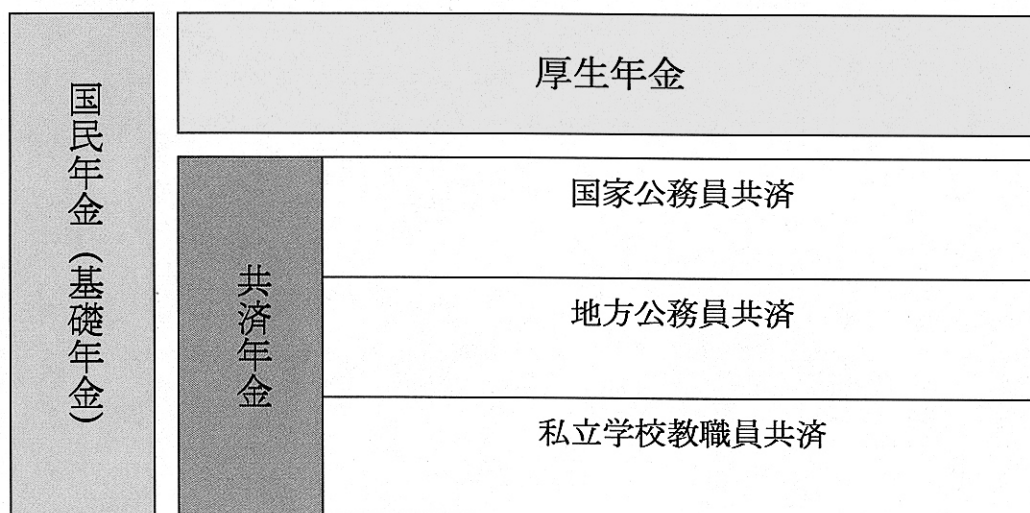 国民年金（基礎年金）
厚生年金
共済年金
国家公務員共済
地方公務員共済
私立学校教職員共済